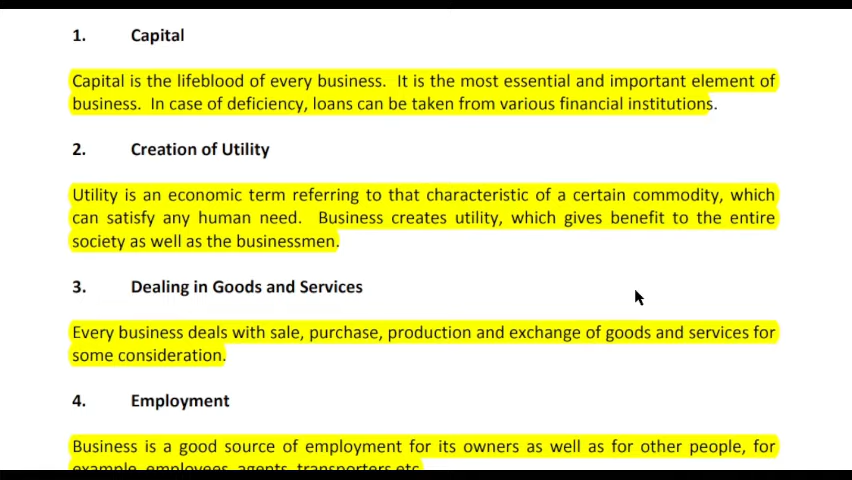 1. Capital
Capital is the lifeblood of every business. It is the most essential and important element of
business. In case of deficiency, loans can be taken from various financial institutions.
2. Creation of Utility
Utility is an economic term referring to that characteristic of a certain commodity, which
can satisfy any human need. Business creates utility, which gives benefit to the entire
society as well as the businessmen.
3. Dealing in Goods and Services
Every business deals with sale, purchase, production and exchange of goods and services for
some consideration.
4. Employment
Business is a good source of employment for its owners as well as for other people, for
example, employees, agents, transporters etc.